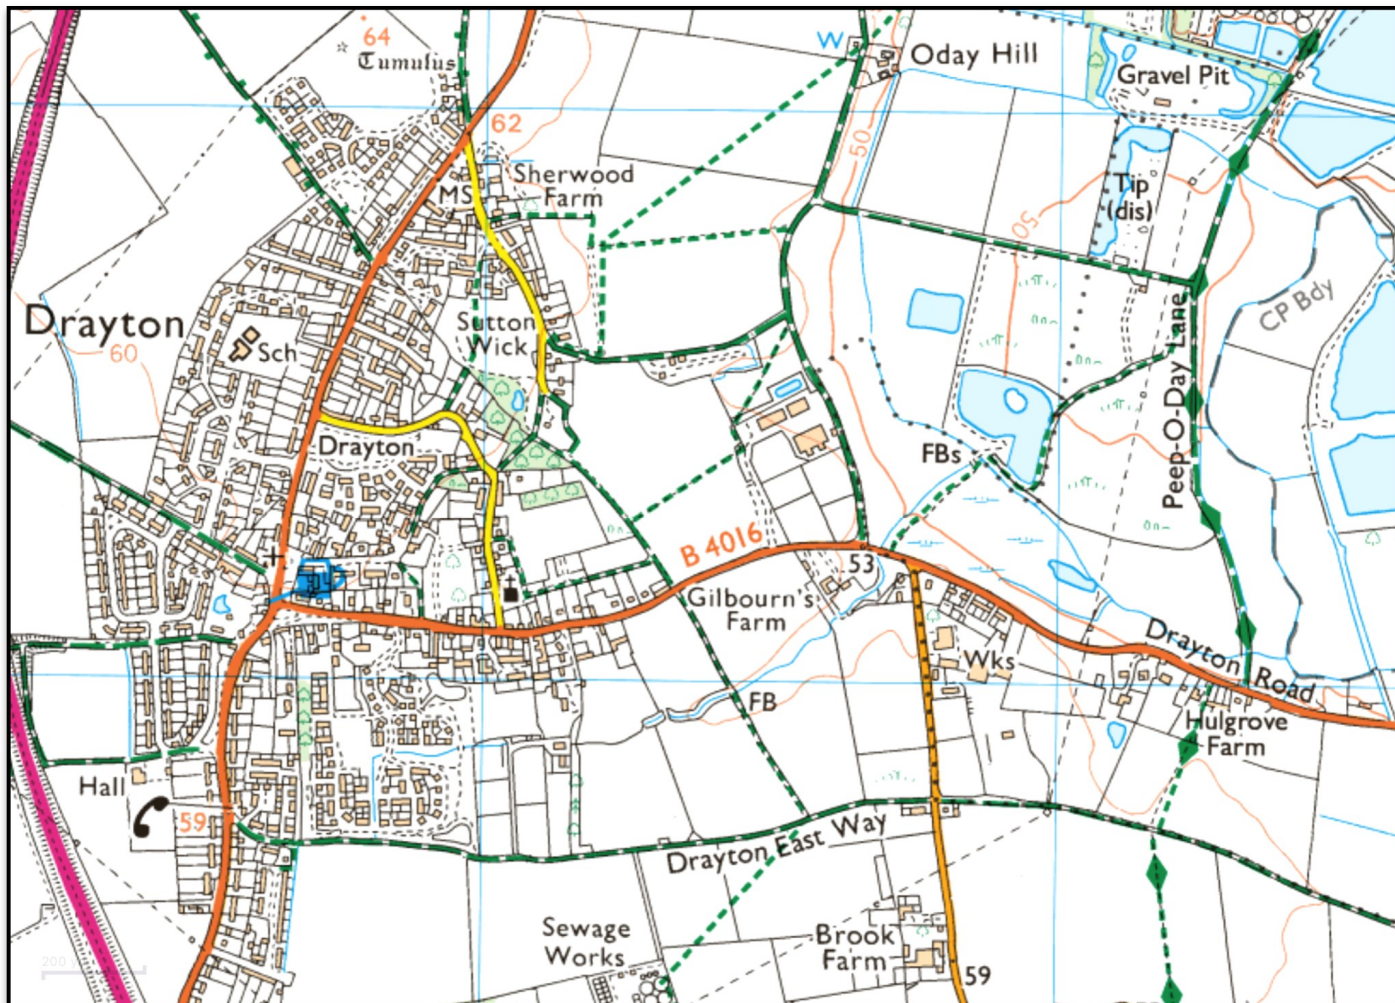 64
Tumulus
W
Oday Hill
Gravel Pit
62
MS
Sherwood
Farm
50
Tip
(dis)
50
Drayton
60
Sch
Sutton
Wick
CP Bdy
Peep-O-Day Lane
Drayton
FBs
B 4016
53
Gilbourn's
Farm
Wks
Drayton Road
FB
Hulgrove
Farm
Hall
59
Drayton East Way
Sewage
Works
Brook
Farm
59